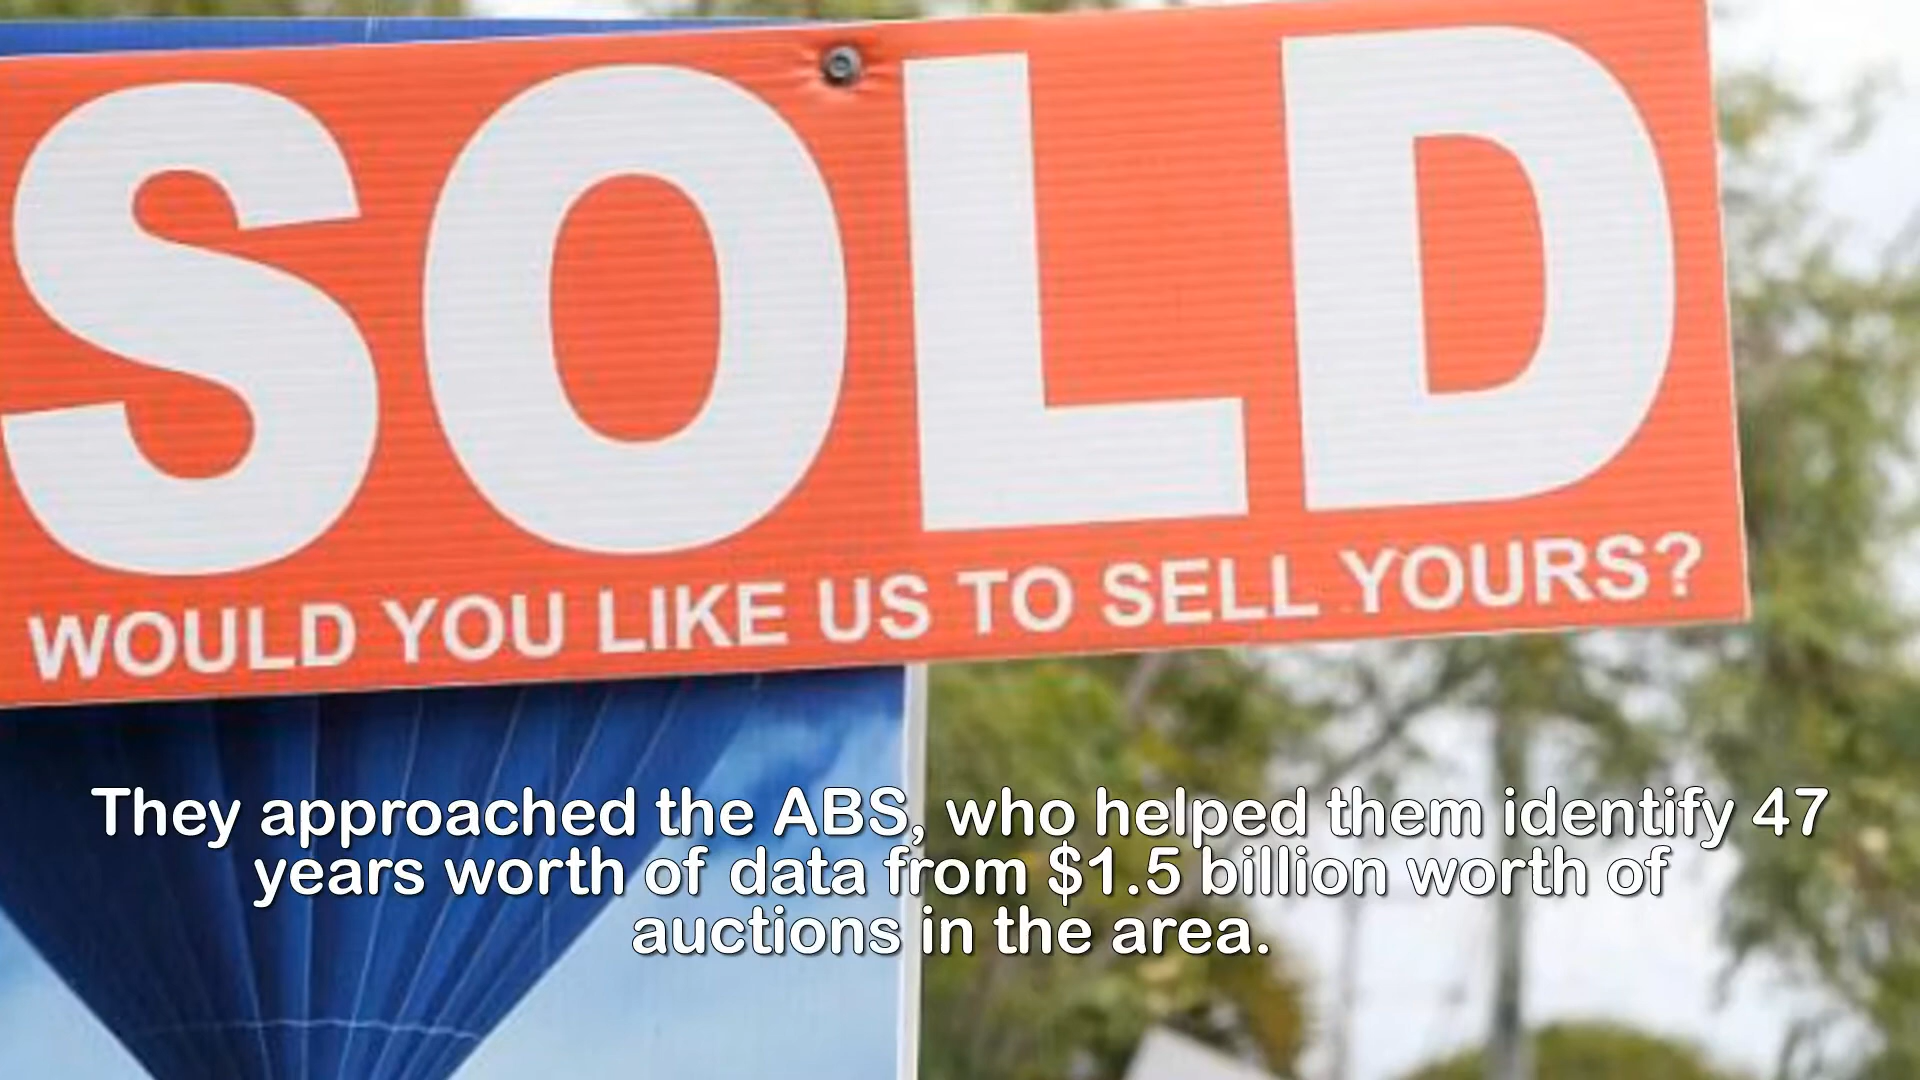 SOLD
WOULD YOU LIKE US TO SELL YOURS?
They approached the ABS, who helped them identify 47
years worth of data from $1.5 billion worth of
auctions in the area.